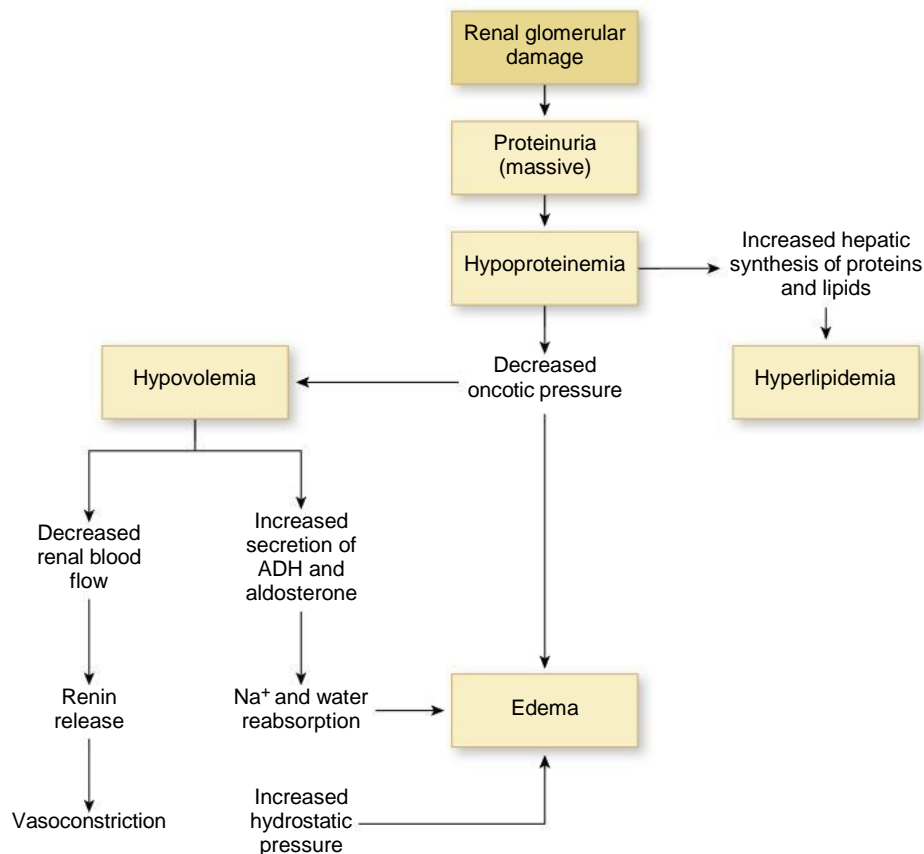 Renal glomerular
damage
Proteinuria
(massive)
Hypoproteinemia
Increased hepatic
synthesis of proteins
and lipids
Hyperlipidemia
Decreased
oncotic pressure
Hypovolemia
Decreased
renal blood
flow
Increased
secretion of
ADH and
aldosterone
Renin
release
Na⁺ and water
reabsorption
Edema
Vasoconstriction
Increased
hydrostatic
pressure